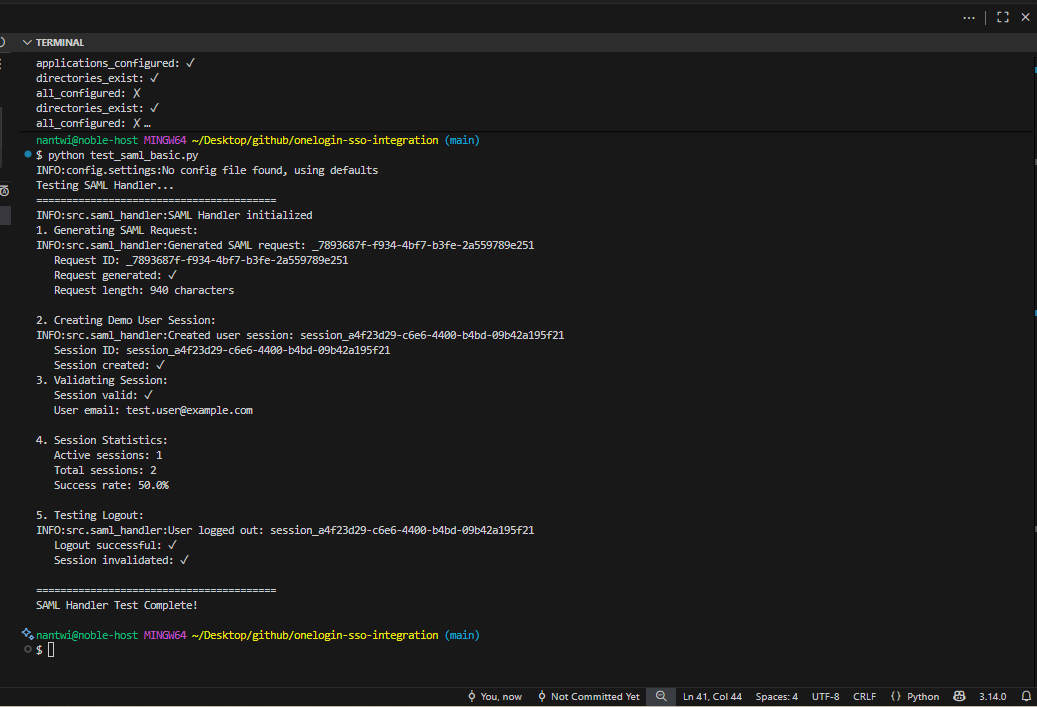 TERMINAL
applications_configured: ✓
directories_exist: ✓
all_configured: ✗
directories_exist: ✓
all_configured: ✗ …
nantwi@noble-host MINGW64 ~/Desktop/github/onelogin-sso-integration (main)
$ python test_saml_basic.py
INFO:config.settings:No config file found, using defaults
Testing SAML Handler...
========================================
INFO:src.saml_handler:SAML Handler initialized
1. Generating SAML Request:
INFO:src.saml_handler:Generated SAML request: _7893687f-f934-4bf7-b3fe-2a559789e251
Request ID: _7893687f-f934-4bf7-b3fe-2a559789e251
Request generated: ✓
Request length: 940 characters
2. Creating Demo User Session:
INFO:src.saml_handler:Created user session: session_a4f23d29-c6e6-4400-b4bd-09b42a195f21
Session ID: session_a4f23d29-c6e6-4400-b4bd-09b42a195f21
Session created: ✓
3. Validating Session:
Session valid: ✓
User email: test.user@example.com
4. Session Statistics:
Active sessions: 1
Total sessions: 2
Success rate: 50.0%
5. Testing Logout:
INFO:src.saml_handler:User logged out: session_a4f23d29-c6e6-4400-b4bd-09b42a195f21
Logout successful: ✓
Session invalidated: ✓
========================================
SAML Handler Test Complete!
nantwi@noble-host MINGW64 ~/Desktop/github/onelogin-sso-integration (main)
$
You, now Not Committed Yet Ln 41, Col 44 Spaces: 4 UTF-8 CRLF {} Python 3.14.0